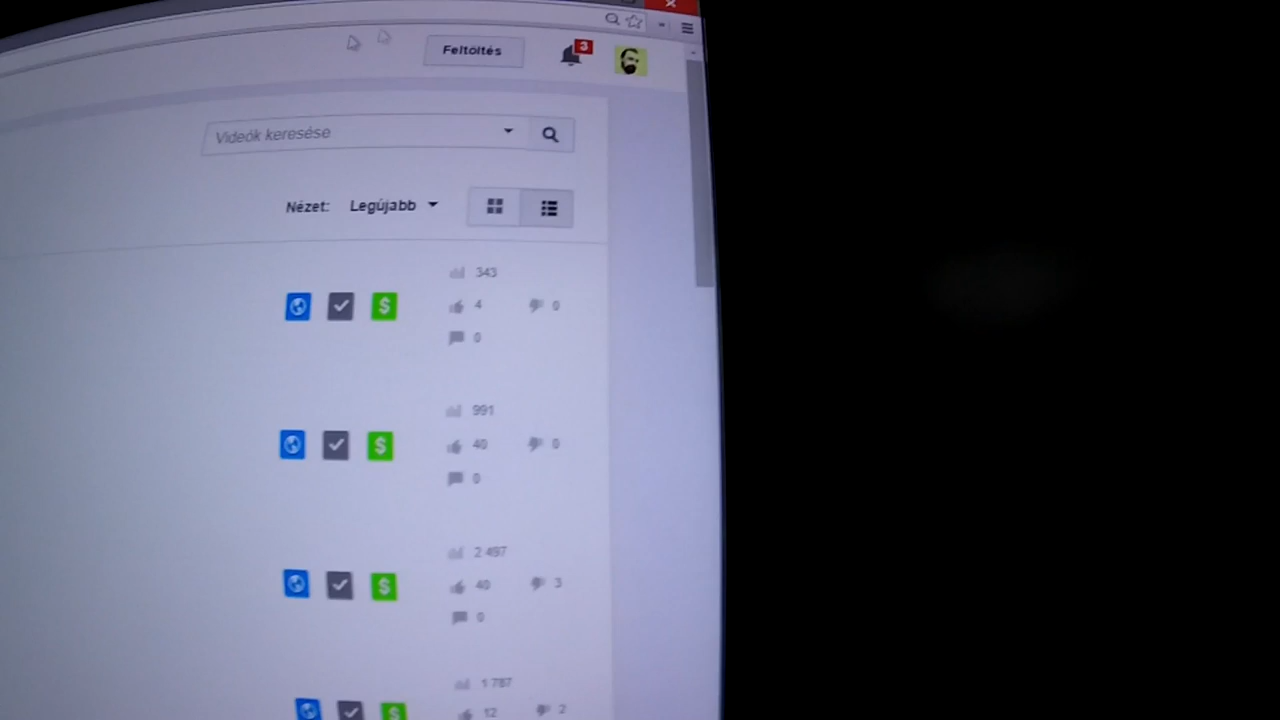 Feltöltés 3
Videók keresése
Nézet: Legújabb
343
$ 4 0
0
991
$ 40 0
0
2 497
$ 40 3
0
1 787
$ 12 2